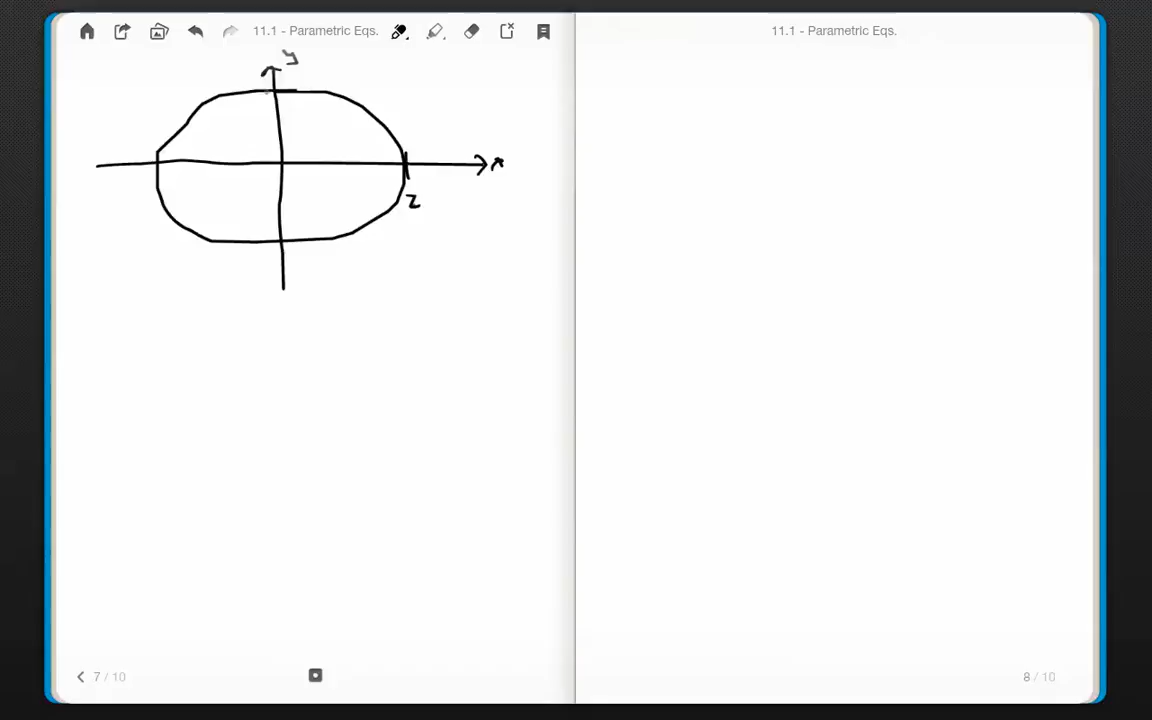 11.1 - Parametric Eqs.
11.1 - Parametric Eqs.
y
x
2
7 / 10
8 / 10